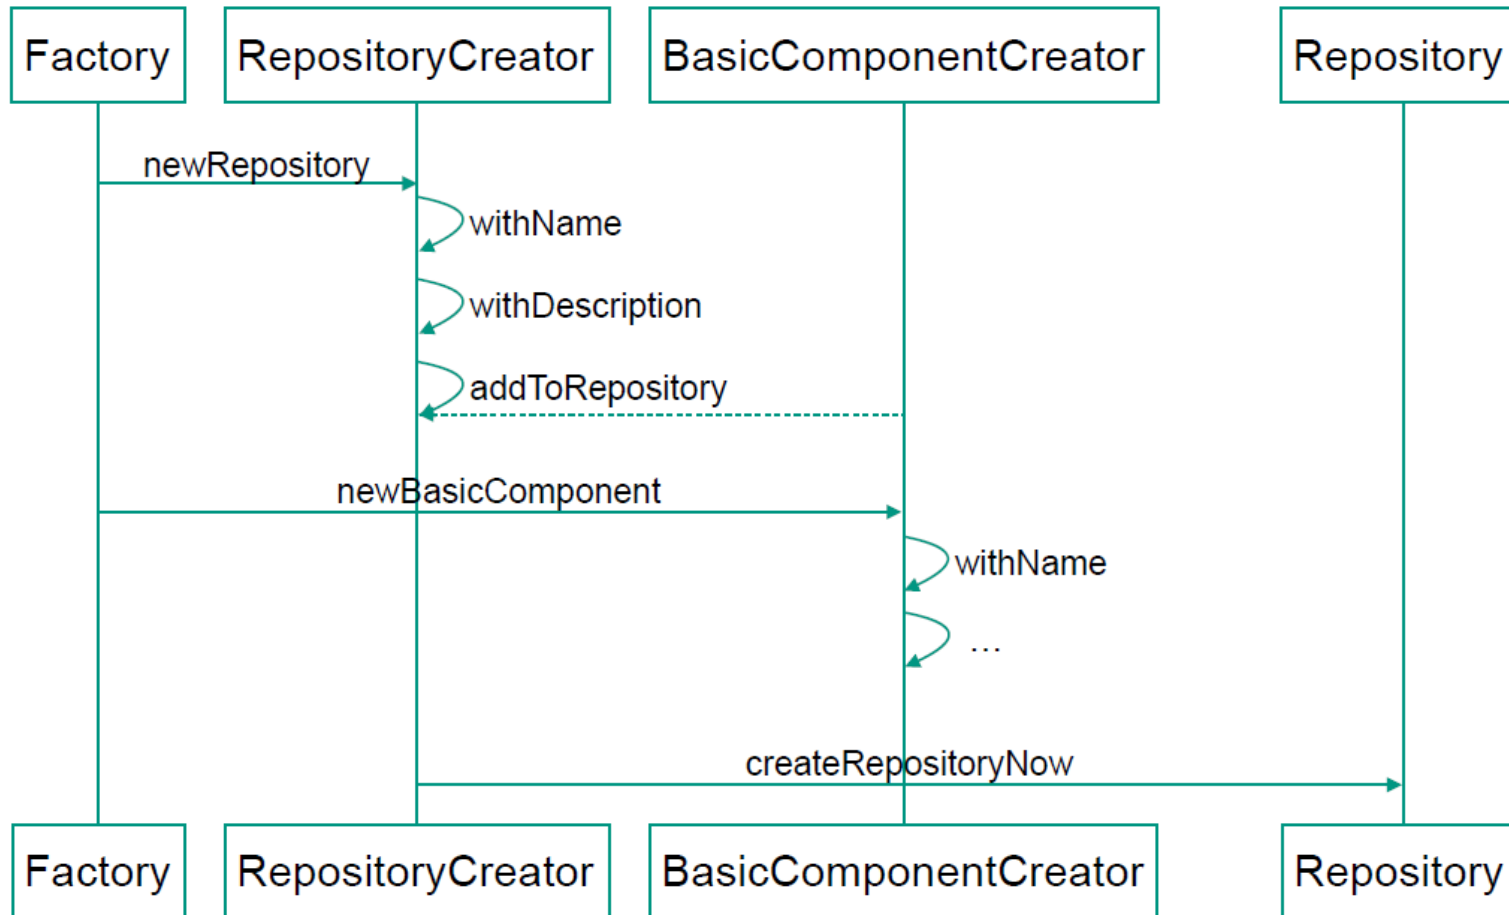 Factory
RepositoryCreator
BasicComponentCreator
Repository
newRepository
withName
withDescription
addToRepository
newBasicComponent
withName
...
createRepositoryNow
Factory
RepositoryCreator
BasicComponentCreator
Repository